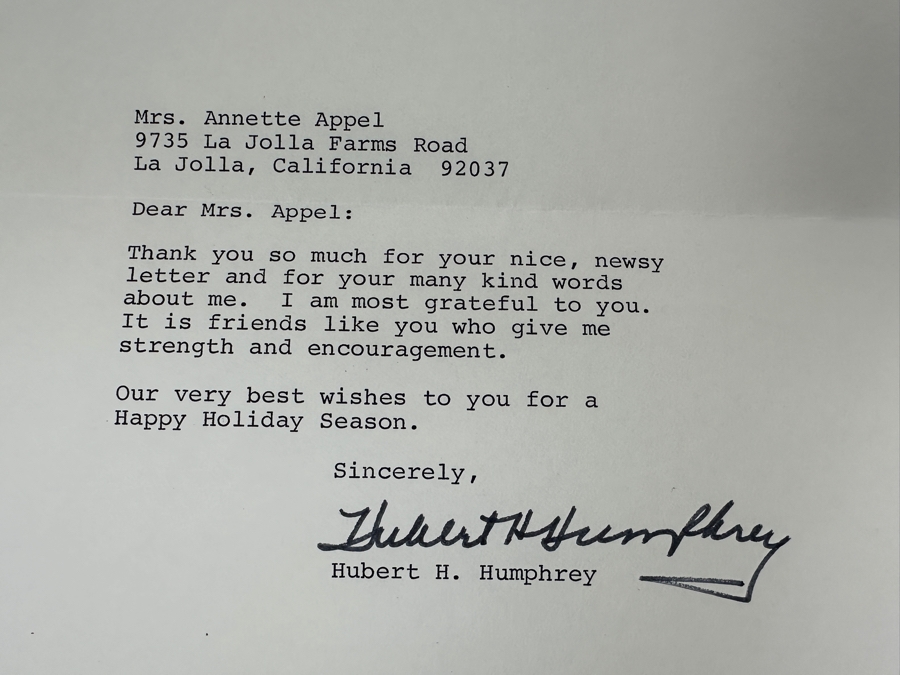 Mrs. Annette Appel
9735 La Jolla Farms Road
La Jolla, California  92037
Dear Mrs. Appel:
Thank you so much for your nice, newsy
letter and for your many kind words
about me.  I am most grateful to you.
It is friends like you who give me
strength and encouragement.
Our very best wishes to you for a
Happy Holiday Season.
Sincerely,
Hubert H Humphrey
Hubert H. Humphrey